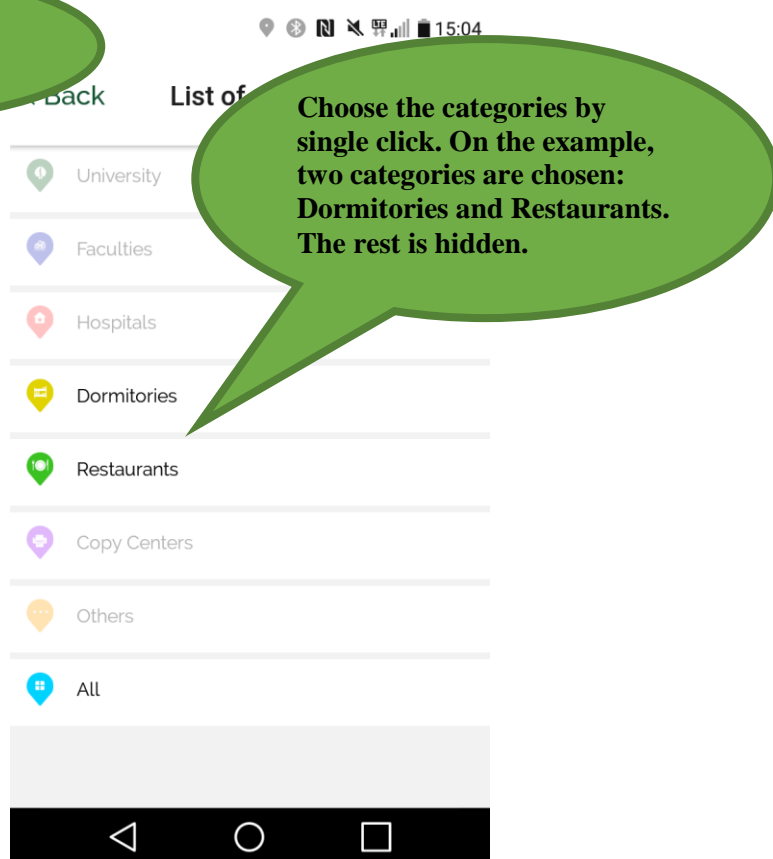 LTE 15:04
Back List of
Choose the categories by
single click. On the example,
two categories are chosen:
Dormitories and Restaurants.
The rest is hidden.
University
Faculties
Hospitals
Dormitories
Restaurants
Copy Centers
Others
All